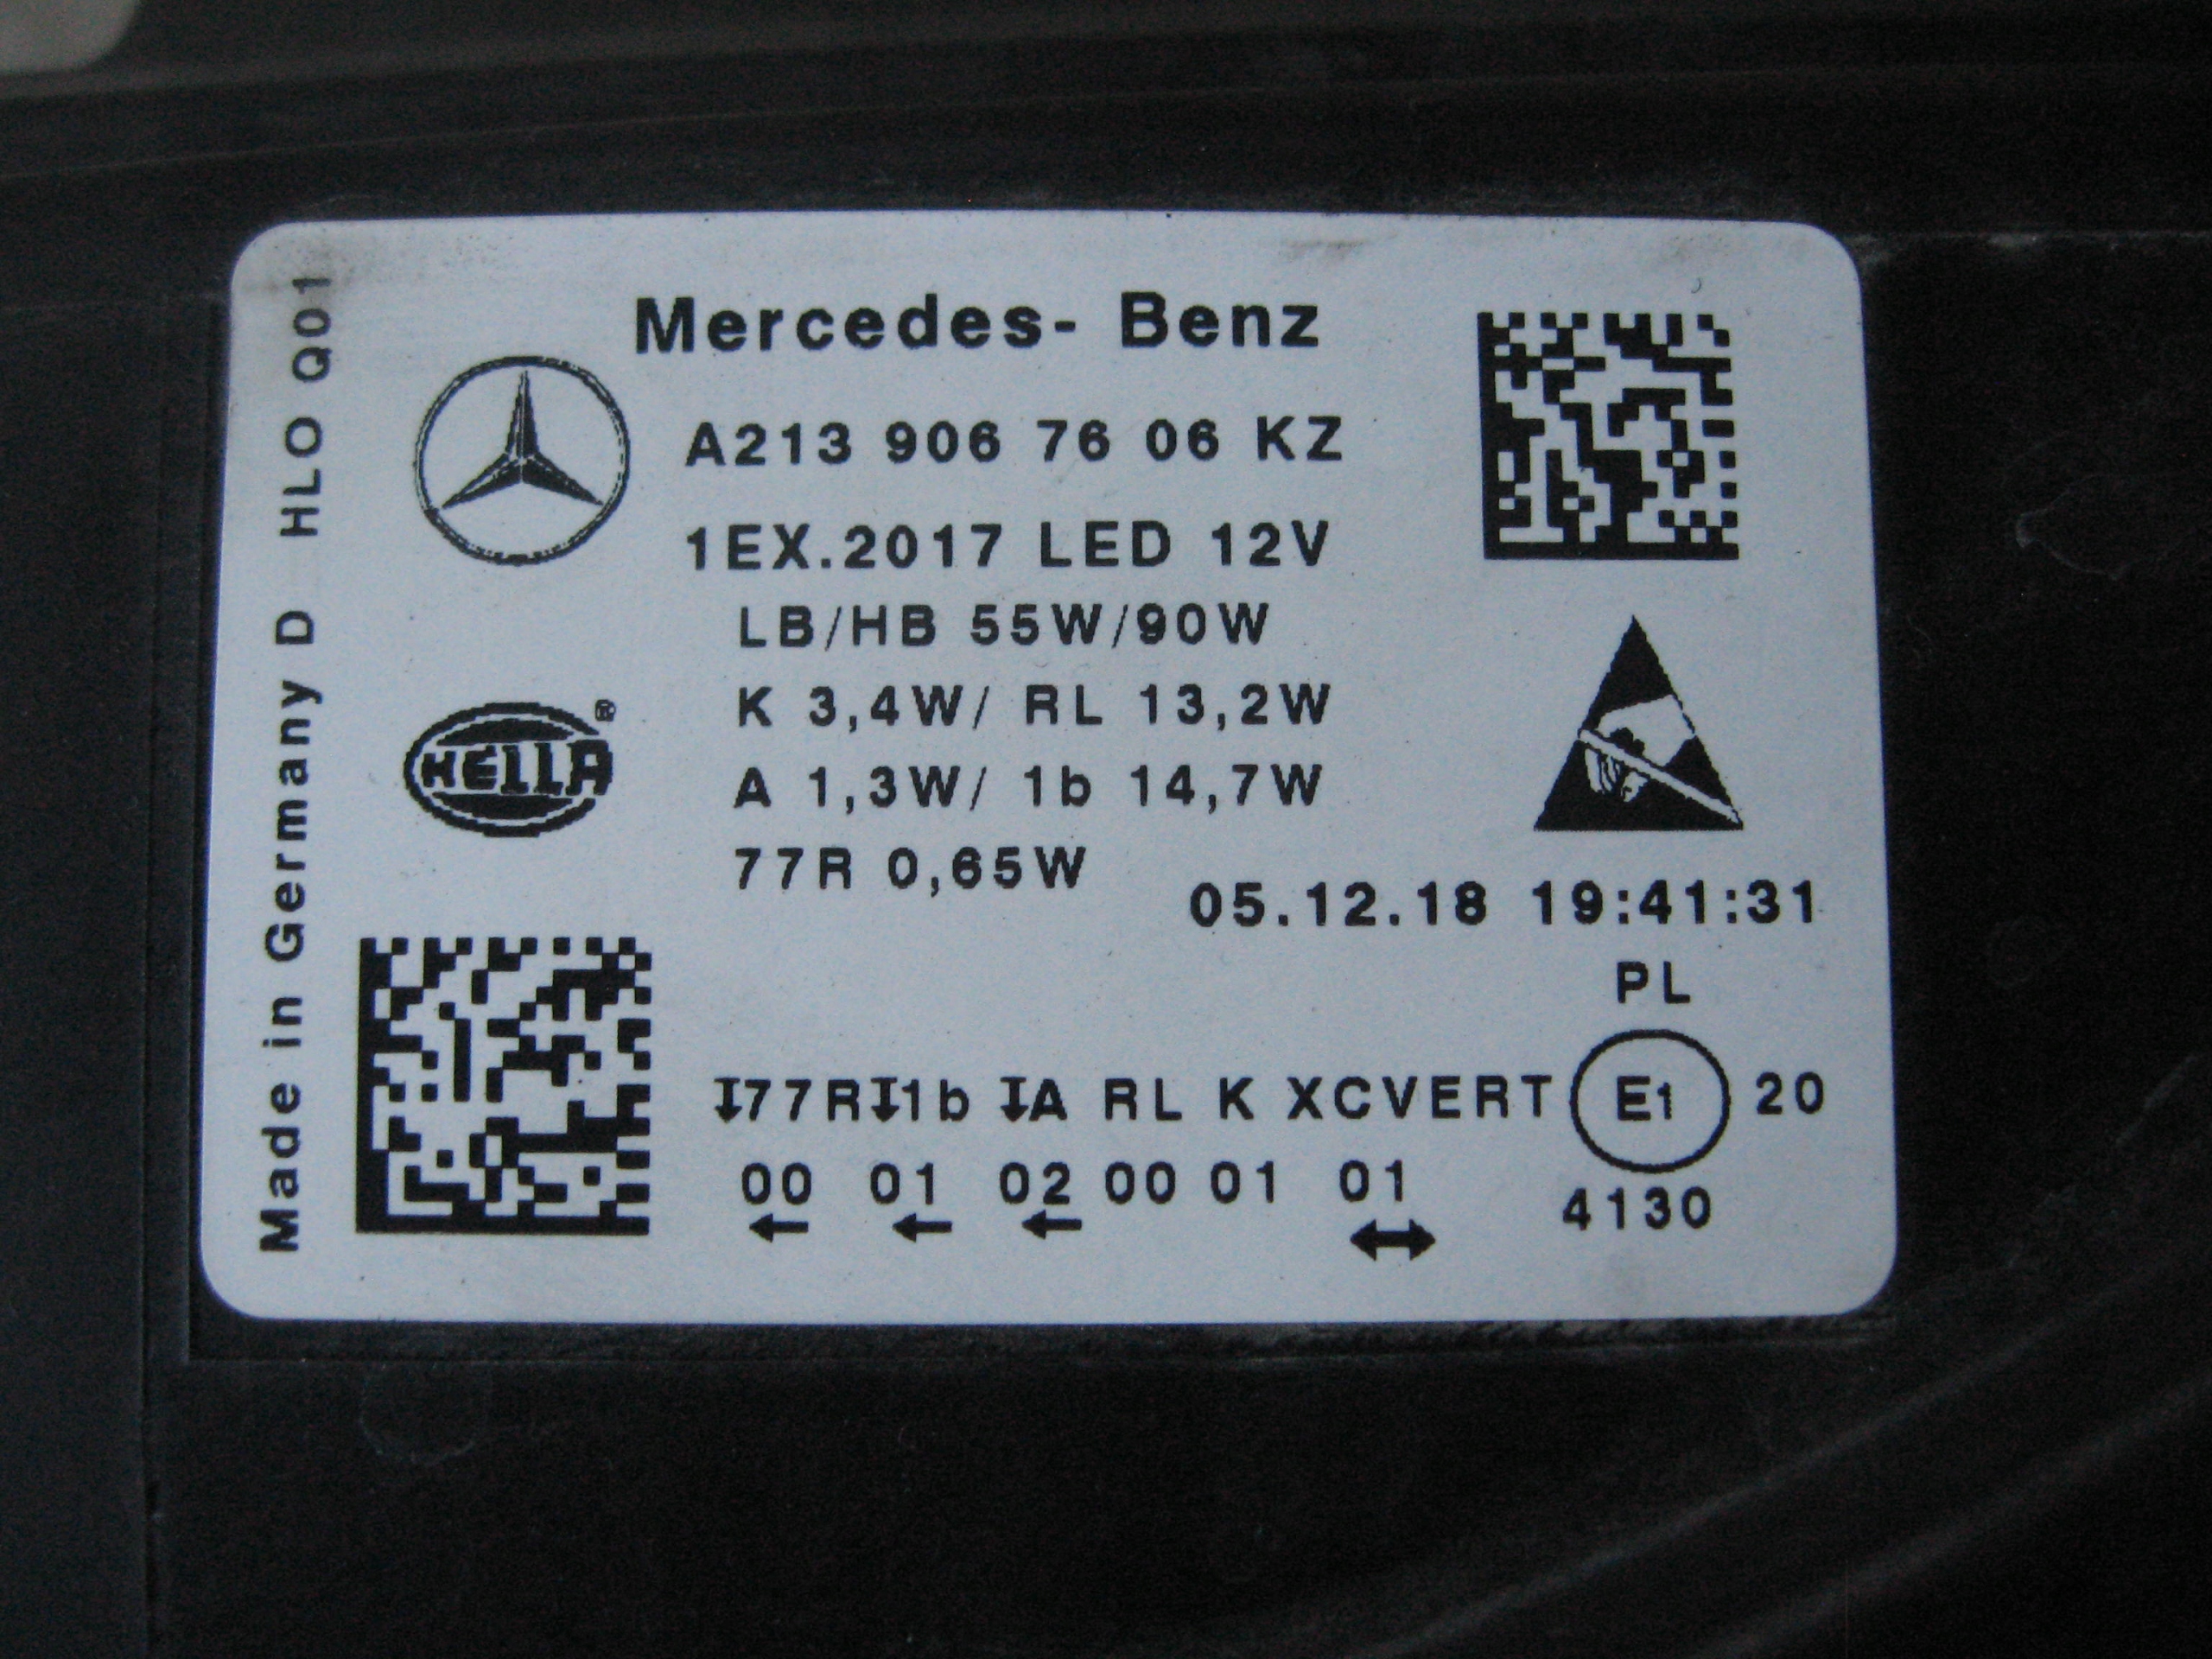 Mercedes- Benz
A213 906 76 06 KZ
1EX.2017 LED 12V
LB/HB 55W/90W
K 3,4W/ RL 13,2W
A 1,3W/ 1b 14,7W
77R 0,65W
05.12.18 19:41:31
PL
↧77R↧1b ↧A RL K XCVERT E1 20
00 01 02 00 01 01 4130
← ← ← ↔
HELLA®
Made in Germany D HLO Q01